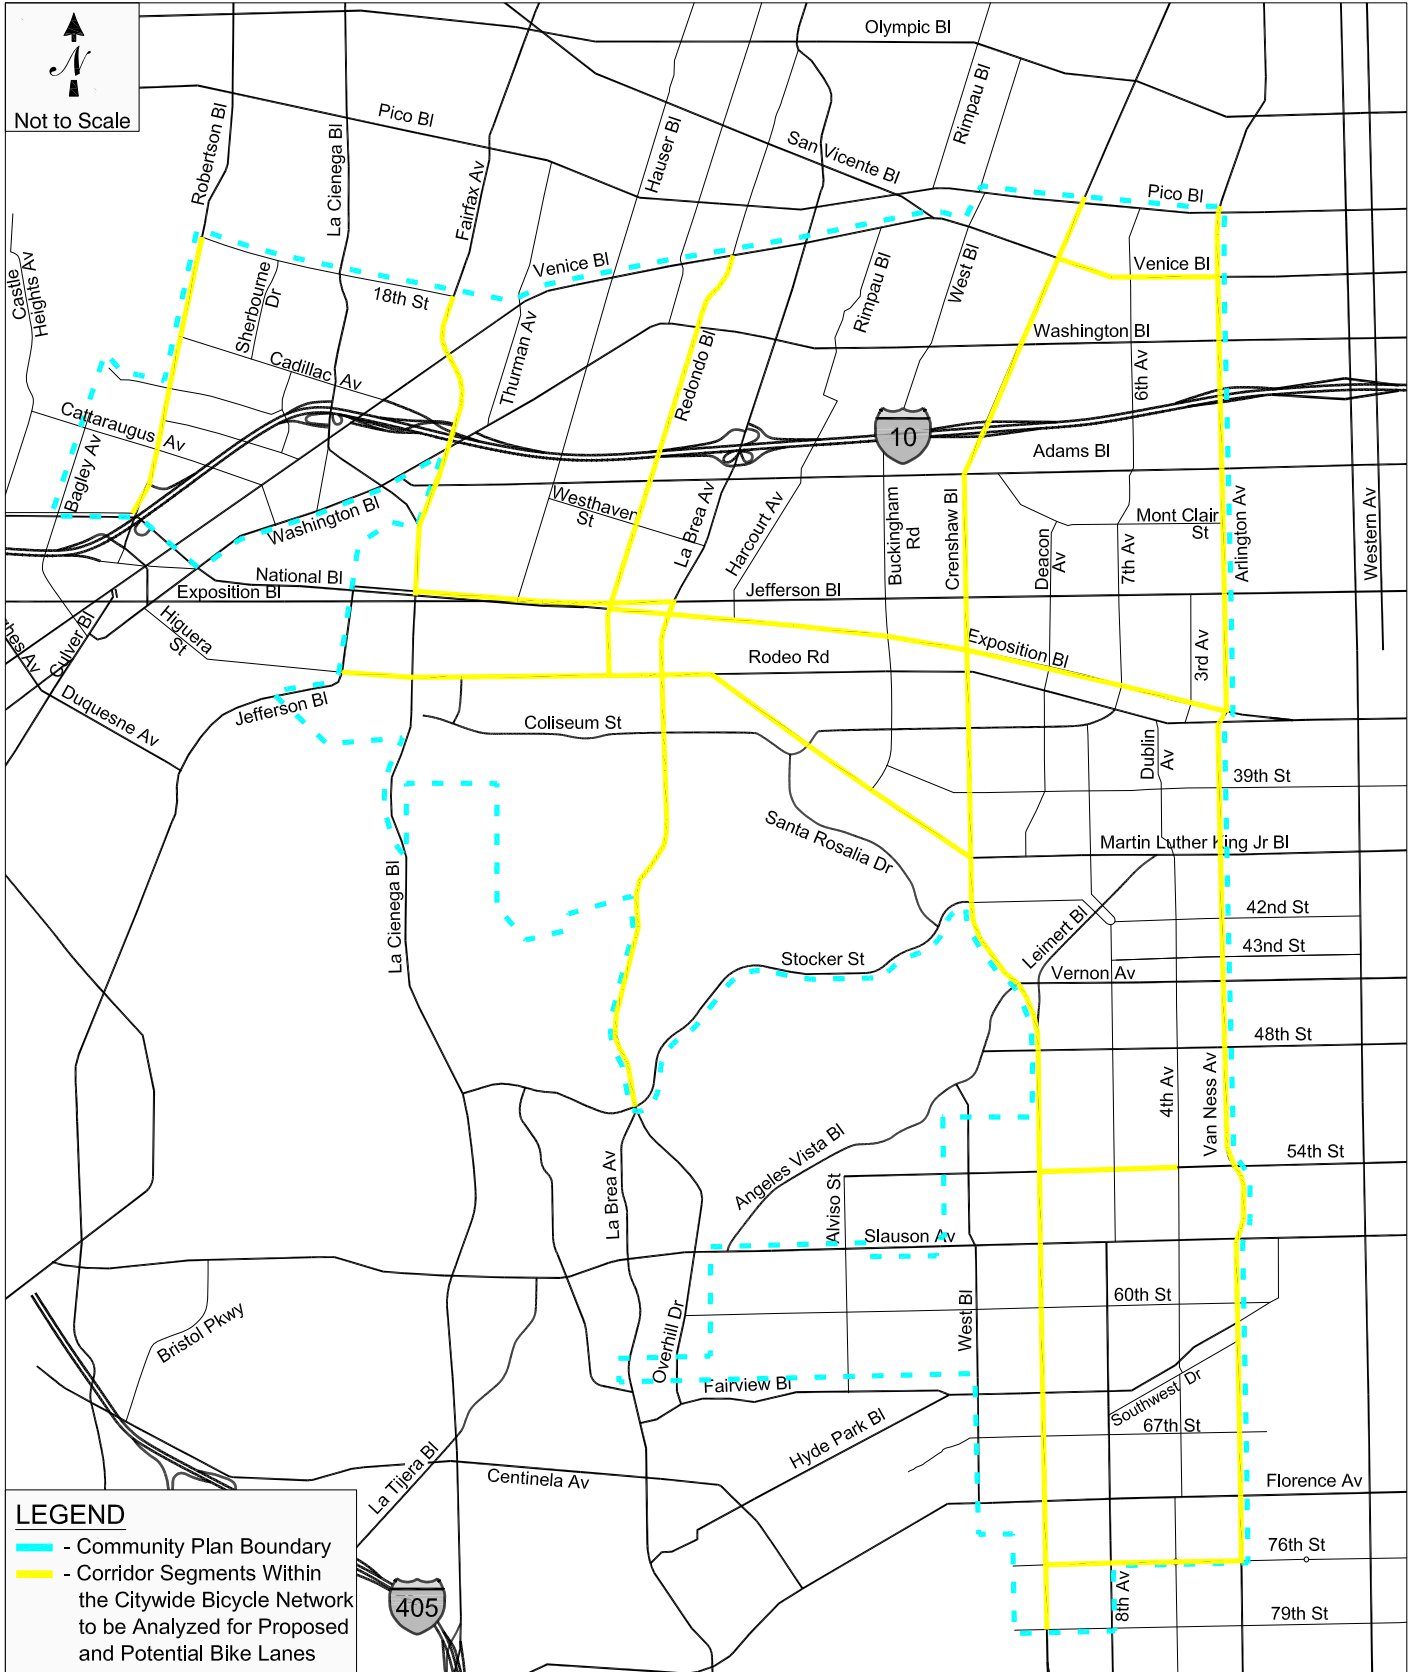 N
Not to Scale
Olympic Bl
Pico Bl
Robertson Bl
La Cienega Bl
Fairfax Av
Hauser Bl
San Vicente Bl
Rimpau Bl
Pico Bl
Castle
Heights Av
Sherbourne
Dr
18th St
Venice Bl
Thurman Av
Redondo Bl
Rimpau Bl
West Bl
Venice Bl
Washington Bl
6th Av
Cadillac Av
Cattaraugus Av
Bagley Av
Washington Bl
Westhaven
St
La Brea Av
Harcourt Av
10
Adams Bl
Buckingham
Rd
Crenshaw Bl
Deacon
Av
7th Av
Mont Clair
St
Arlington Av
Western Av
National Bl
Exposition Bl
Jefferson Bl
Higuera
St
Culver Bl
hes Av
Duquesne Av
Jefferson Bl
Rodeo Rd
Exposition Bl
3rd Av
Coliseum St
Dublin
Av
39th St
Santa Rosalia Dr
Martin Luther King Jr Bl
La Cienega Bl
Leimert Bl
42nd St
43nd St
Stocker St
Vernon Av
48th St
4th Av
Van Ness Av
54th St
La Brea Av
Angeles Vista Bl
Alviso St
Slauson Av
Bristol Pkwy
Overhill Dr
West Bl
60th St
Fairview Bl
Southwest Dr
67th St
Hyde Park Bl
La Tijera Bl
Centinela Av
Florence Av
76th St
8th Av
79th St
405
LEGEND
- Community Plan Boundary
- Corridor Segments Within
the Citywide Bicycle Network
to be Analyzed for Proposed
and Potential Bike Lanes